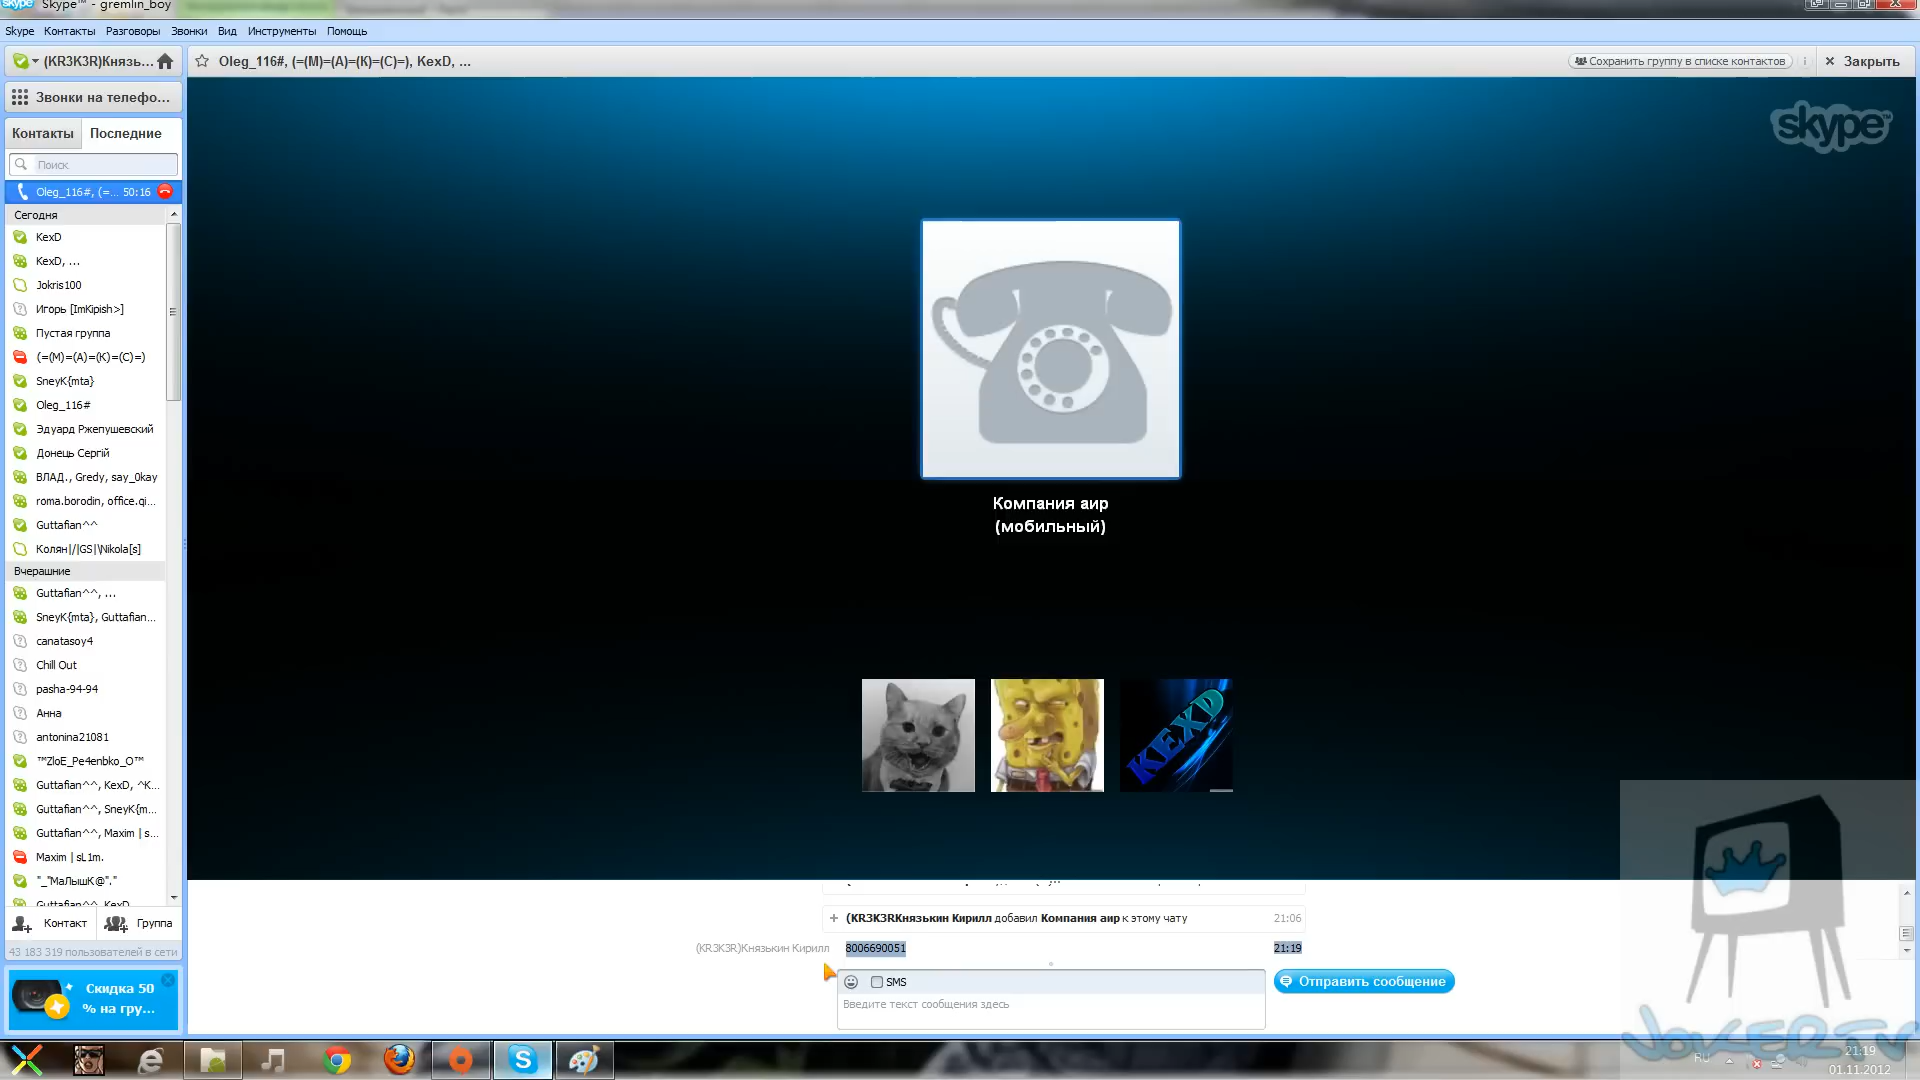 Skype™ - gremlin_boy
Skype Контакты Разговоры Звонки Вид Инструменты Помощь
(KR3K3R)Князь...
Oleg_116#, (=(M)=(A)=(K)=(C)=), KexD, ...
Сохранить группу в списке контактов
Закрыть
Звонки на телефо...
Контакты Последние
Поиск
Oleg_116#, (=... 50:16
Сегодня
KexD
KexD, ...
Jokris100
Игорь [ImKipish>]
Пустая группа
(=(M)=(A)=(K)=(C)=)
SneyK{mta}
Oleg_116#
Эдуард Ржепушевский
Донець Сергій
ВЛАД., Gredy, say_0kay
roma.borodin, office.qi...
Guttafian^^
Колян|/|GS|\Nikola[s]
Вчерашние
Guttafian^^, ...
SneyK{mta}, Guttafian...
canatasoy4
Chill Out
pasha-94-94
Анна
antonina21081
™ZloE_Pe4enbko_O™
Guttafian^^, KexD, ^K...
Guttafian^^, SneyK{m...
Guttafian^^, Maxim | s...
Maxim | sL1m.
"_"МаЛышК@"."
Guttafian^^, KexD
Контакт Группа
43 183 319 пользователей в сети
Скидка 50
% на гру...
skype™
Компания аир
(мобильный)
KEXD
(KR3K3RКнязькин Кирилл добавил Компания аир к этому чату 21:06
(KR3K3R)Князькин Кирилл 8006690051 21:19
SMS
Введите текст сообщения здесь
Отправить сообщение
JOKERTV
RU
21:19
01.11.2012